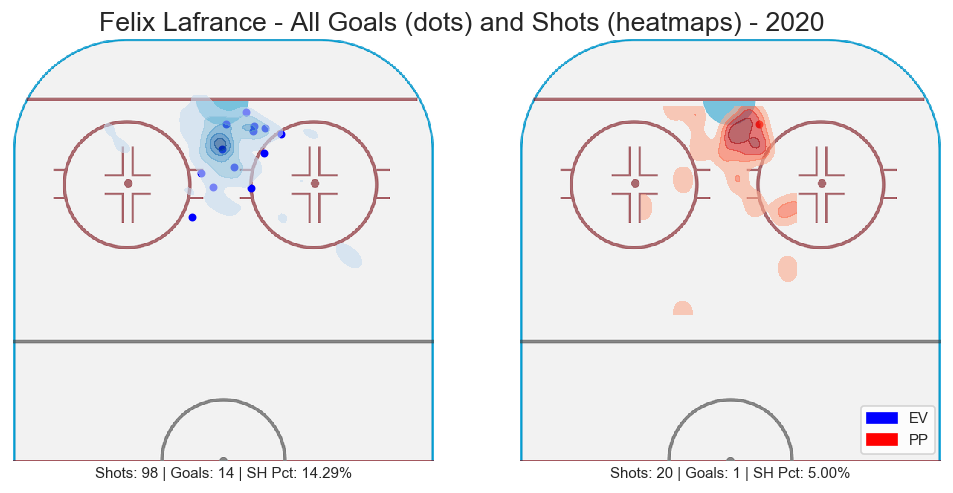 Felix Lafrance - All Goals (dots) and Shots (heatmaps) - 2020
EV
PP
Shots: 98 | Goals: 14 | SH Pct: 14.29%
Shots: 20 | Goals: 1 | SH Pct: 5.00%